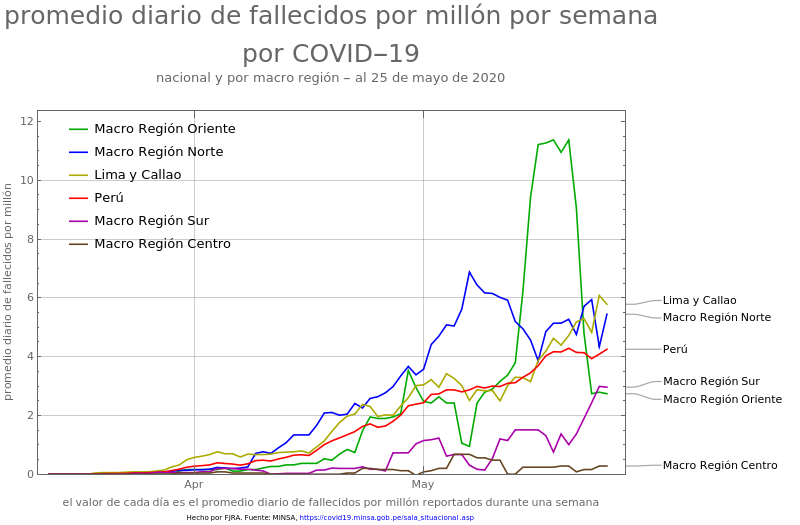 promedio diario de fallecidos por millón por semana
por COVID‒19
nacional y por macro región ‒ al 25 de mayo de 2020
promedio diario de fallecidos por millón
12
10
8
6
4
2
0
Macro Región Oriente
Macro Región Norte
Lima y Callao
Perú
Macro Región Sur
Macro Región Centro
Lima y Callao
Macro Región Norte
Perú
Macro Región Sur
Macro Región Oriente
Macro Región Centro
Apr
May
el valor de cada día es el promedio diario de fallecidos por millón reportados durante una semana
Hecho por FJRA. Fuente: MINSA, https://covid19.minsa.gob.pe/sala_situacional.asp